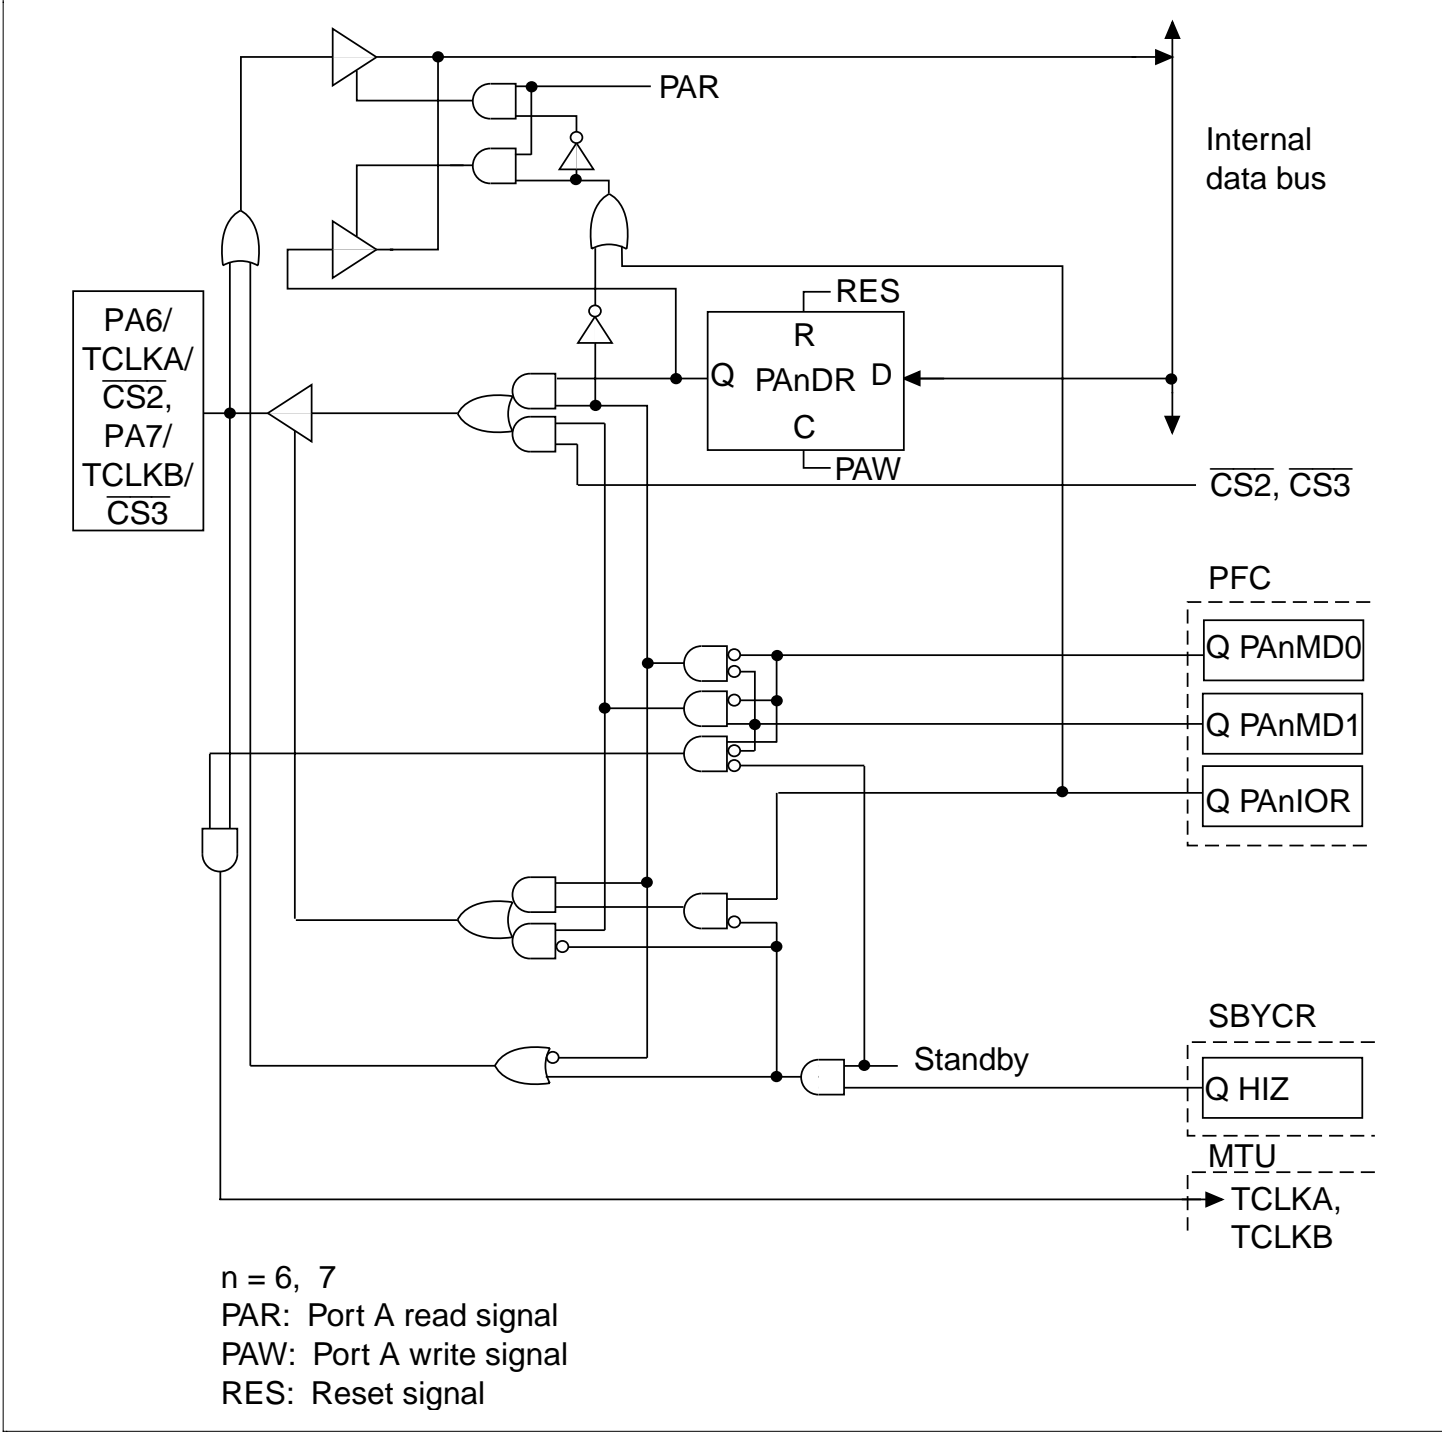 PAR
Internal
data bus
RES
PA6/
TCLKA/
CS2,
PA7/
TCLKB/
CS3
R
Q PAnDR D
C
PAW
CS2, CS3
PFC
Q PAnMD0
Q PAnMD1
Q PAnIOR
SBYCR
Standby
Q HIZ
MTU
TCLKA,
TCLKB
n = 6, 7
PAR: Port A read signal
PAW: Port A write signal
RES: Reset signal